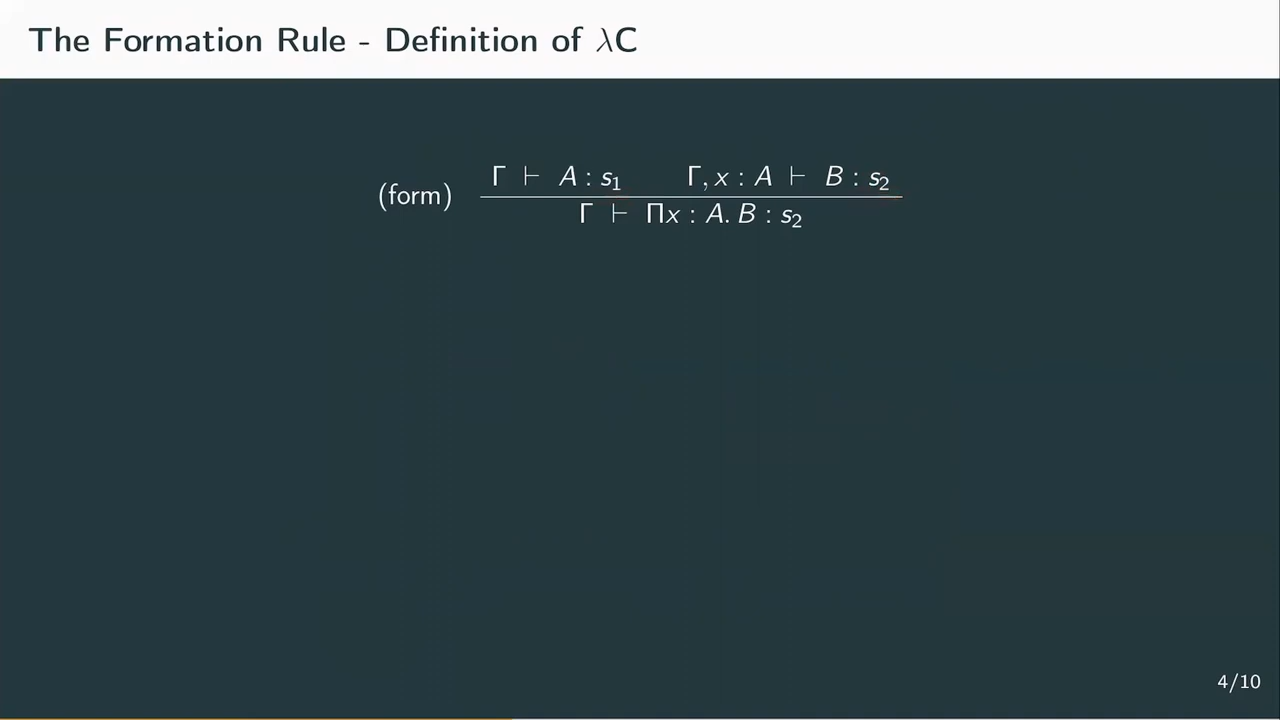 The Formation Rule - Definition of λC
Γ ⊢ A : s₁ Γ, x : A ⊢ B : s₂
(form)
Γ ⊢ Πx : A. B : s₂
4/10